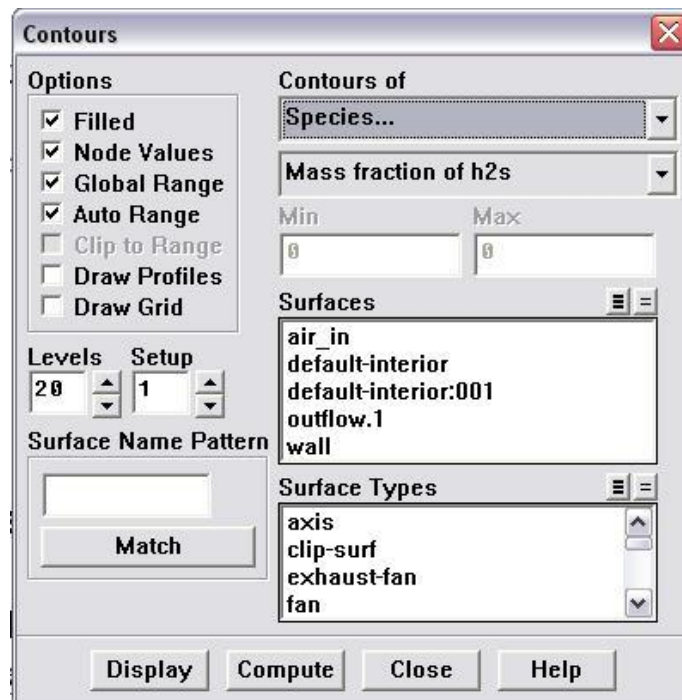 Contours
Options
Filled
Node Values
Global Range
Auto Range
Clip to Range
Draw Profiles
Draw Grid
Levels Setup
20 1
Surface Name Pattern
Match
Contours of
Species...
Mass fraction of h2s
Min Max
0 0
Surfaces
air_in
default-interior
default-interior:001
outflow.1
wall
Surface Types
axis
clip-surf
exhaust-fan
fan
Display Compute Close Help